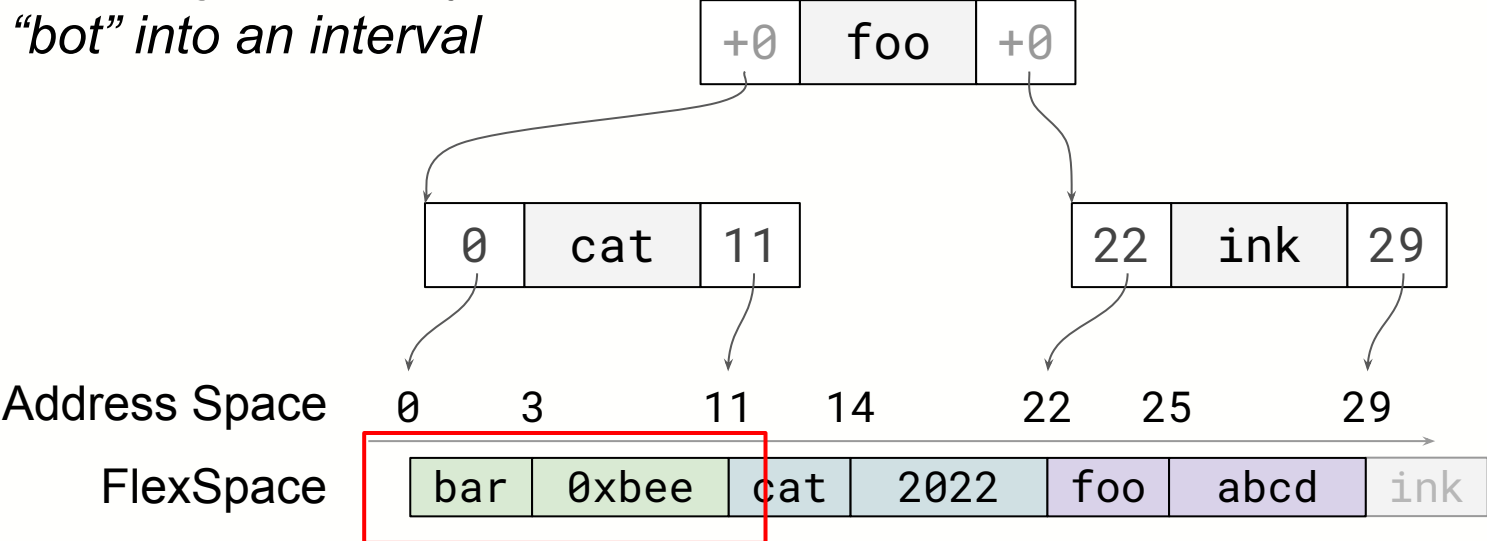 “bot” into an interval
+0 foo +0
0 cat 11
22 ink 29
Address Space 0 3 11 14 22 25 29
FlexSpace bar 0xbee cat 2022 foo abcd ink